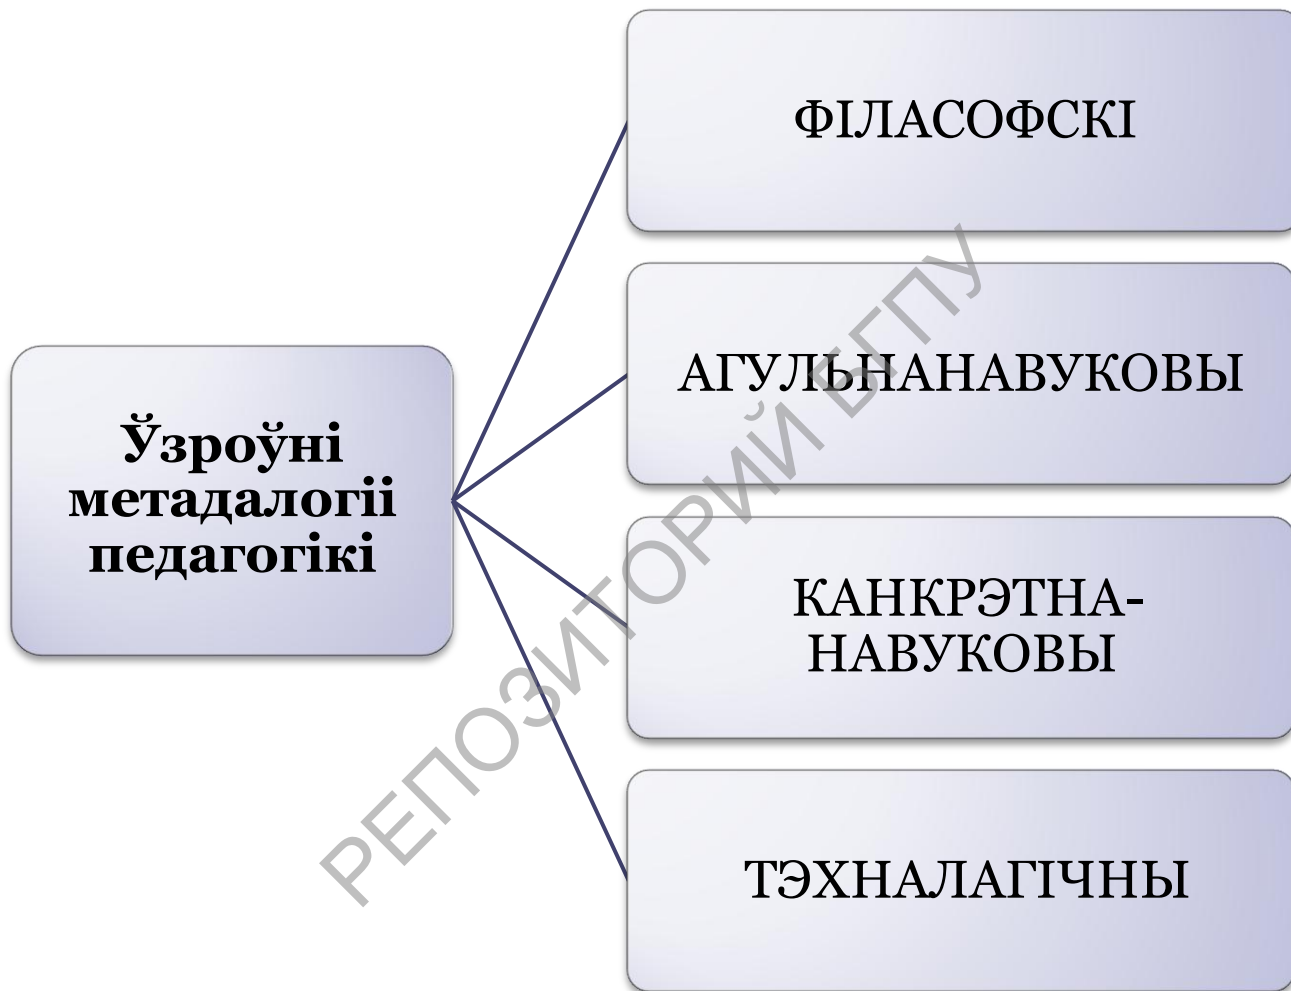 Ўзроўні
метадалогіі
педагогікі
ФІЛАСОФСКІ
АГУЛЬНАНАВУКОВЫ
КАНКРЭТНА-
НАВУКОВЫ
ТЭХНАЛАГІЧНЫ
РЕПОЗИТОРИЙ БГПУ